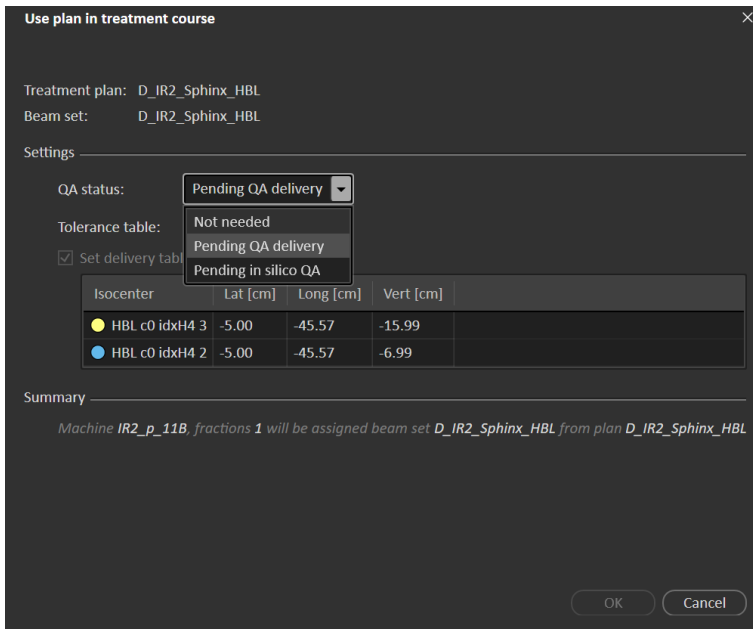 Use plan in treatment course
Treatment plan: D_IR2_Sphinx_HBL
Beam set: D_IR2_Sphinx_HBL
Settings
QA status: Pending QA delivery
Tolerance table:
Not needed
Pending QA delivery
Set delivery tabl
Pending in silico QA
Isocenter Lat [cm] Long [cm] Vert [cm]
HBL c0 idxH4 3 -5.00 -45.57 -15.99
HBL c0 idxH4 2 -5.00 -45.57 -6.99
Summary
Machine IR2_p_11B, fractions 1 will be assigned beam set D_IR2_Sphinx_HBL from plan D_IR2_Sphinx_HBL
OK Cancel